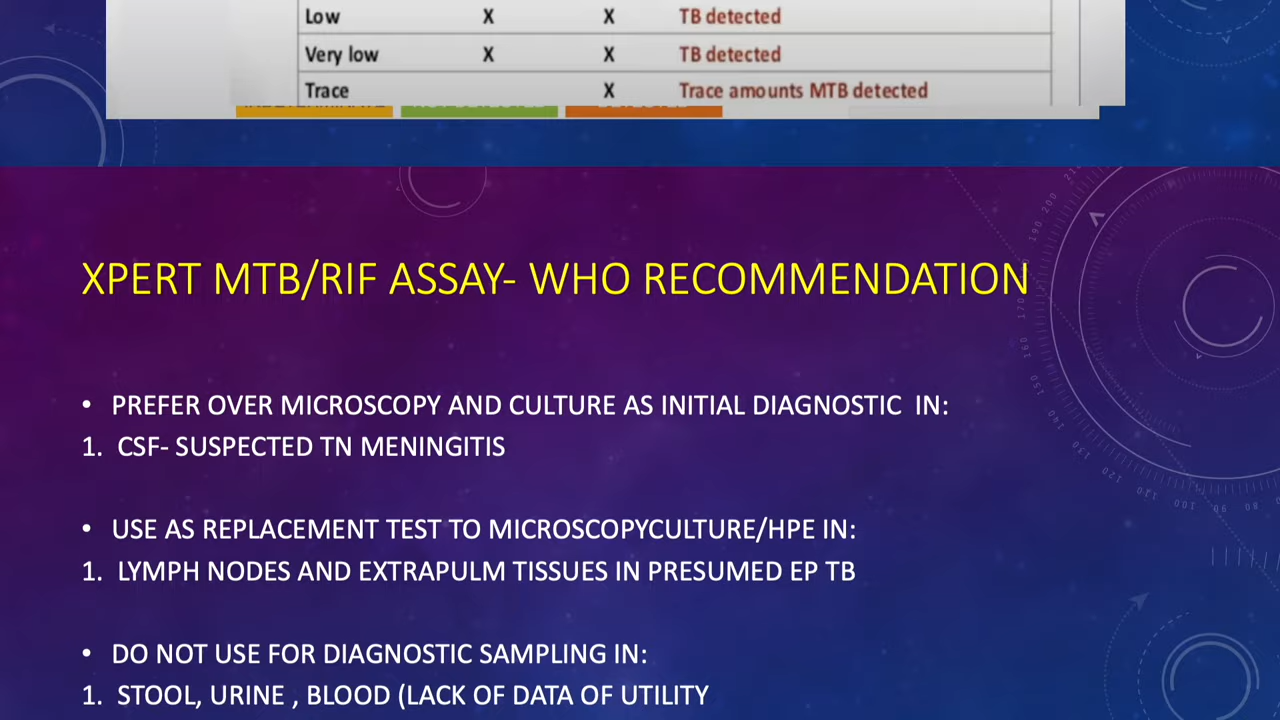 Low X X TB detected
Very low X X TB detected
Trace X Trace amounts MTB detected
XPERT MTB/RIF ASSAY- WHO RECOMMENDATION
• PREFER OVER MICROSCOPY AND CULTURE AS INITIAL DIAGNOSTIC IN:
1. CSF- SUSPECTED TN MENINGITIS
• USE AS REPLACEMENT TEST TO MICROSCOPYCULTURE/HPE IN:
1. LYMPH NODES AND EXTRAPULM TISSUES IN PRESUMED EP TB
• DO NOT USE FOR DIAGNOSTIC SAMPLING IN:
1. STOOL, URINE , BLOOD (LACK OF DATA OF UTILITY